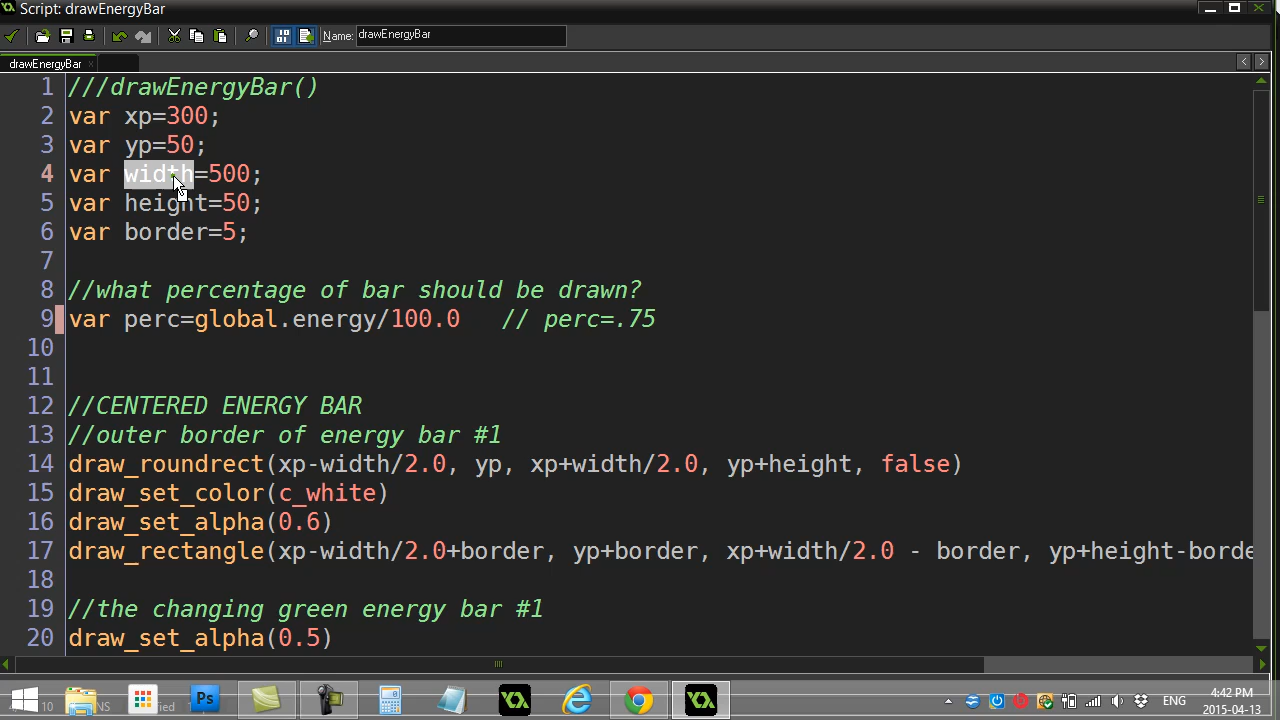 Script: drawEnergyBar
Name: drawEnergyBar
drawEnergyBar
1 ///drawEnergyBar()
2 var xp=300;
3 var yp=50;
4 var width=500;
5 var height=50;
6 var border=5;
7
8 //what percentage of bar should be drawn?
9 var perc=global.energy/100.0 // perc=.75
10
11
12 //CENTERED ENERGY BAR
13 //outer border of energy bar #1
14 draw_roundrect(xp-width/2.0, yp, xp+width/2.0, yp+height, false)
15 draw_set_color(c_white)
16 draw_set_alpha(0.6)
17 draw_rectangle(xp-width/2.0+border, yp+border, xp+width/2.0 - border, yp+height-borde
18
19 //the changing green energy bar #1
20 draw_set_alpha(0.5)
10
Ps
ENG
4:42 PM
2015-04-13